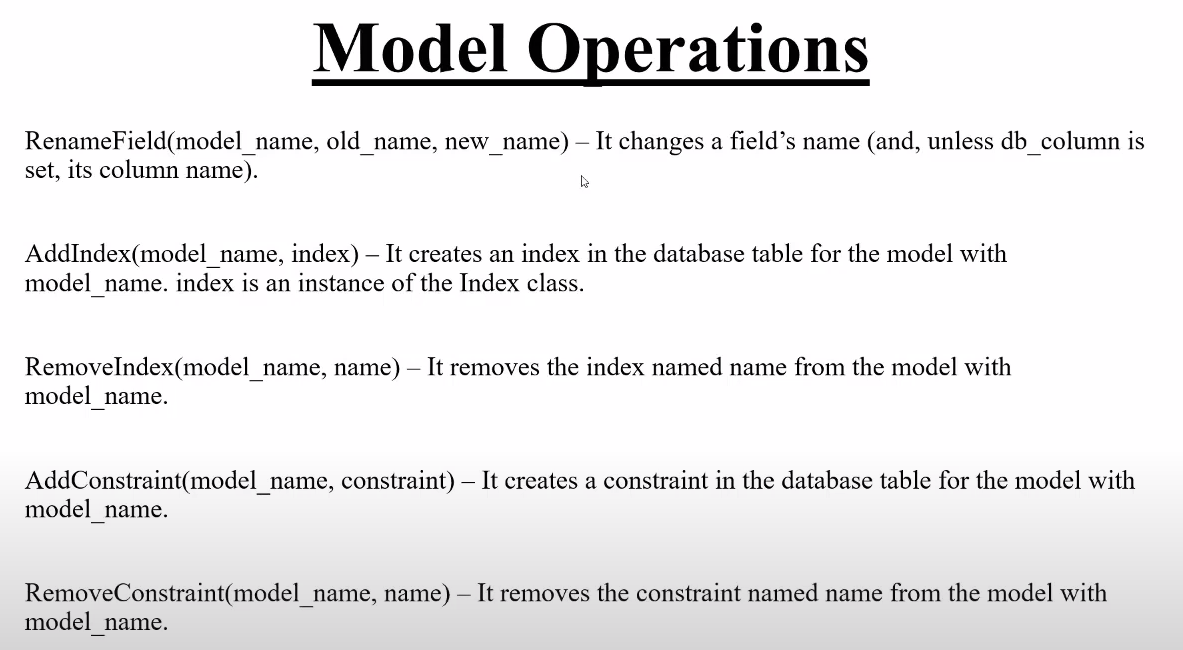 Model Operations
RenameField(model_name, old_name, new_name) – It changes a field’s name (and, unless db_column is
set, its column name).
AddIndex(model_name, index) – It creates an index in the database table for the model with
model_name. index is an instance of the Index class.
RemoveIndex(model_name, name) – It removes the index named name from the model with
model_name.
AddConstraint(model_name, constraint) – It creates a constraint in the database table for the model with
model_name.
RemoveConstraint(model_name, name) – It removes the constraint named name from the model with
model_name.